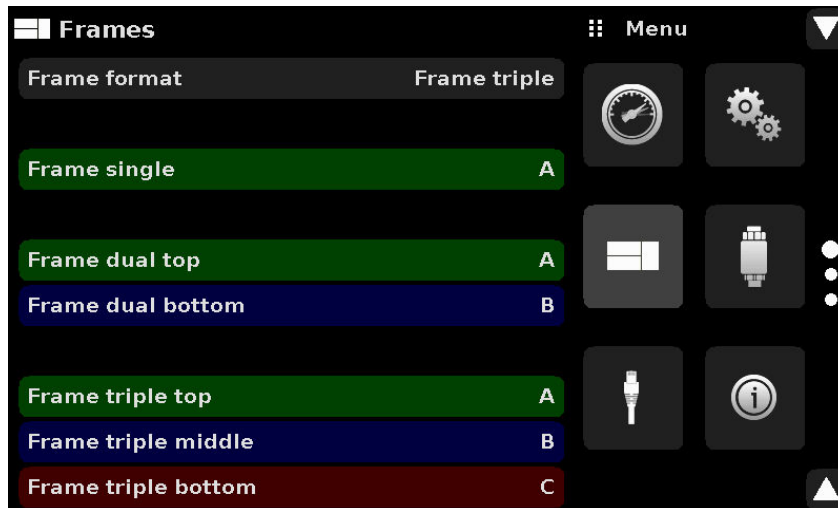 Frames
Menu
Frame format Frame triple
Frame single A
Frame dual top A
Frame dual bottom B
Frame triple top A
Frame triple middle B
Frame triple bottom C
i